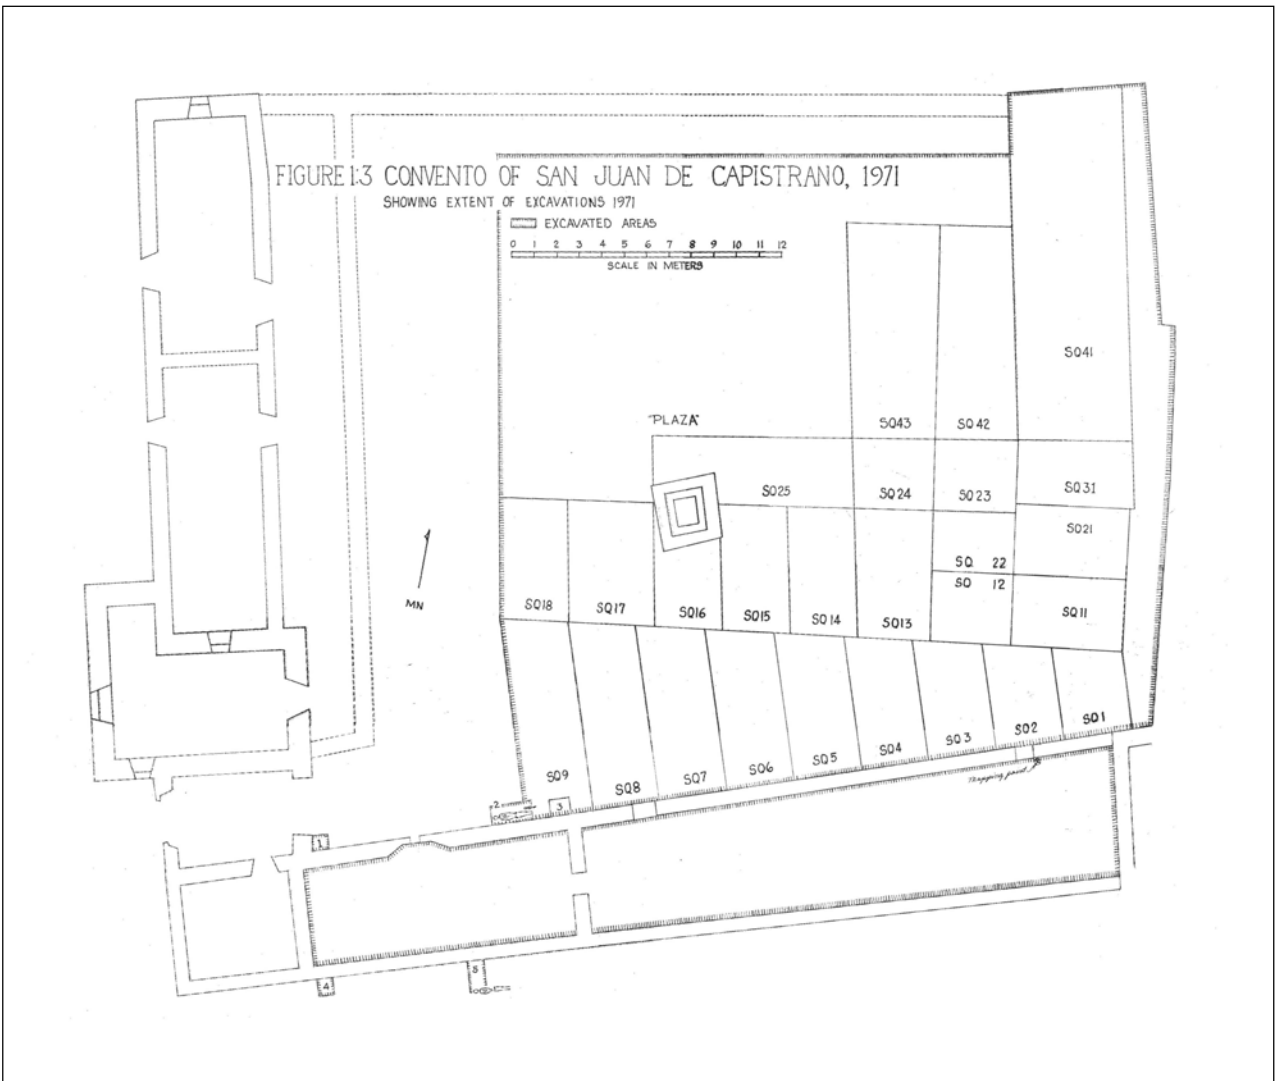 FIGURE 1:3 CONVENTO OF SAN JUAN DE CAPISTRANO, 1971
SHOWING EXTENT OF EXCAVATIONS 1971
EXCAVATED AREAS
0 1 2 3 4 5 6 7 8 9 10 11 12
SCALE IN METERS
SQ41
"PLAZA"
SQ43
SQ 42
SQ25
SQ24
SQ23
SQ31
SQ21
SQ 22
SQ 12
MN
SQ18
SQ17
SQ16
SQ15
SQ14
SQ13
SQ11
SQ9
SQ8
SQ7
SQ6
SQ5
SQ4
SQ3
SQ2
SQ1
2
3
1
4
5